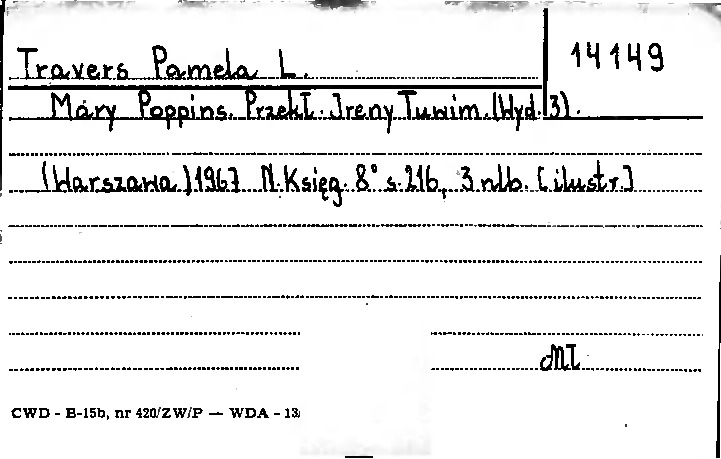 14149
Travers Pamela L.
Mary Poppins. Przekł. Ireny Tuwim. (Wyd. 3).
(Warszawa) 1967 N. Księg. 8° s. 216, 3 nlb. [ilustr.]
MT
CWD - B-15b, nr 420/ZW/P — WDA - 13